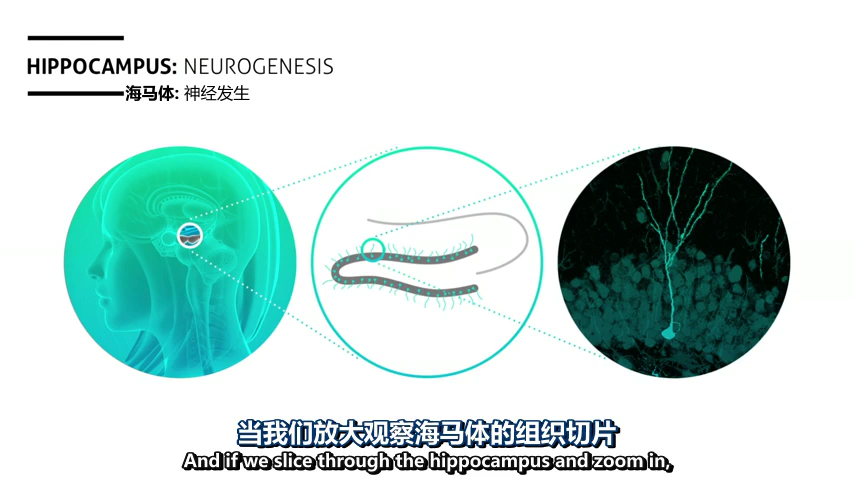 HIPPOCAMPUS: NEUROGENESIS
海马体: 神经发生
当我们放大观察海马体的组织切片
And if we slice through the hippocampus and zoom in,